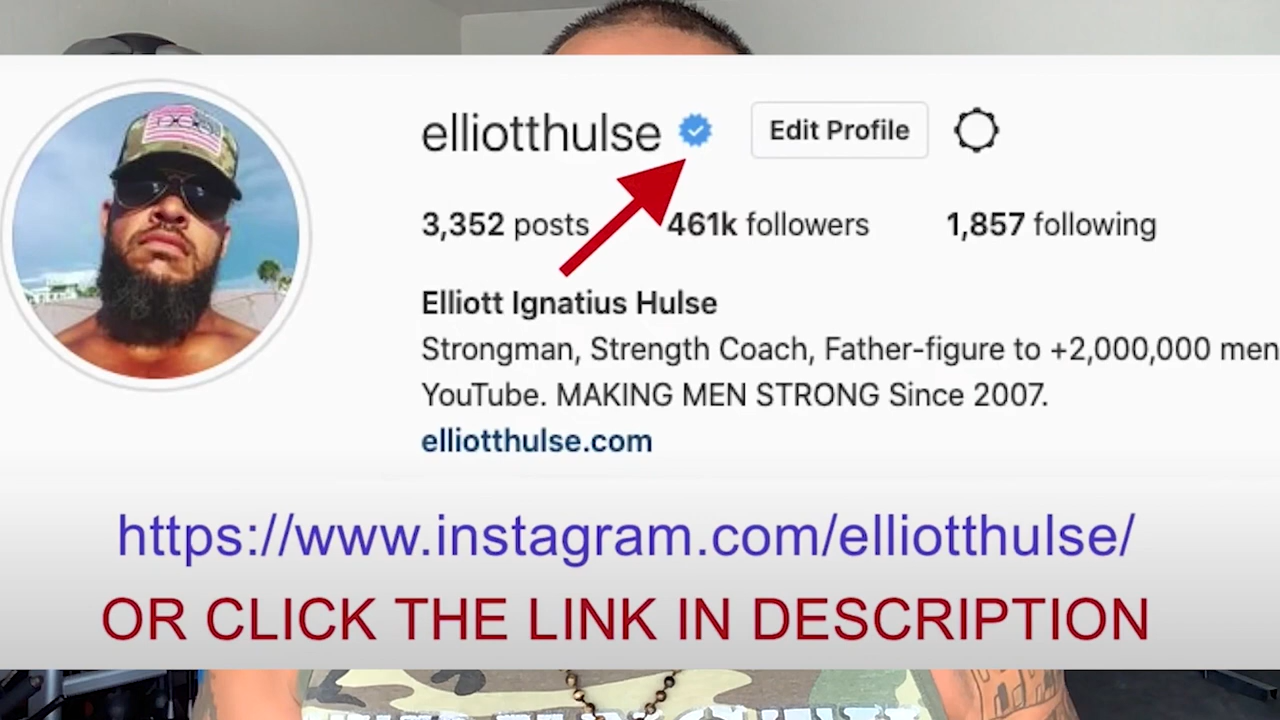 elliotthulse Edit Profile
3,352 posts 461k followers 1,857 following
Elliott Ignatius Hulse
Strongman, Strength Coach, Father-figure to +2,000,000 men
YouTube. MAKING MEN STRONG Since 2007.
elliotthulse.com
https://www.instagram.com/elliotthulse/
OR CLICK THE LINK IN DESCRIPTION